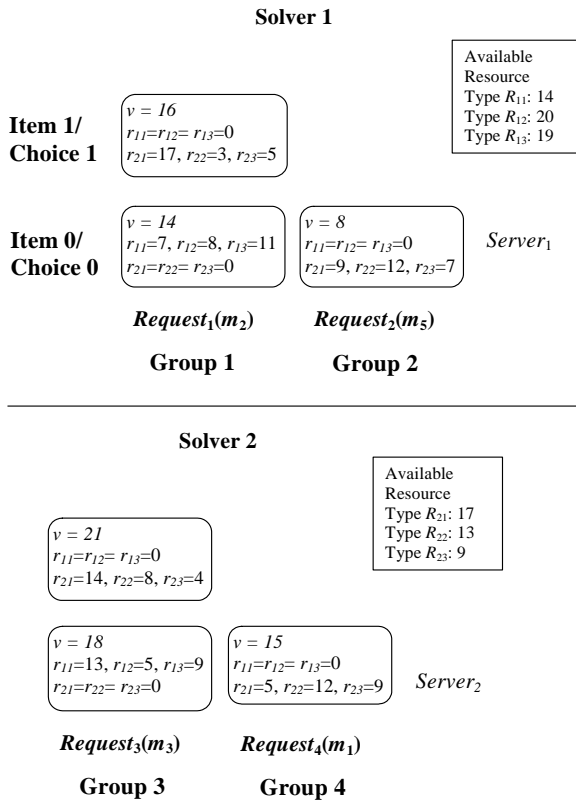 Solver 1
Available
Resource
Type R11: 14
Type R12: 20
Type R13: 19
Item 1/
Choice 1
v = 16
r11=r12= r13=0
r21=17, r22=3, r23=5
Item 0/
Choice 0
v = 14
r11=7, r12=8, r13=11
r21=r22= r23=0
v = 8
r11=r12= r13=0
r21=9, r22=12, r23=7
Server1
Request1(m2)
Request2(m5)
Group 1
Group 2
Solver 2
Available
Resource
Type R21: 17
Type R22: 13
Type R23: 9
v = 21
r11=r12= r13=0
r21=14, r22=8, r23=4
v = 18
r11=13, r12=5, r13=9
r21=r22= r23=0
v = 15
r11=r12= r13=0
r21=5, r22=12, r23=9
Server2
Request3(m3)
Request4(m1)
Group 3
Group 4